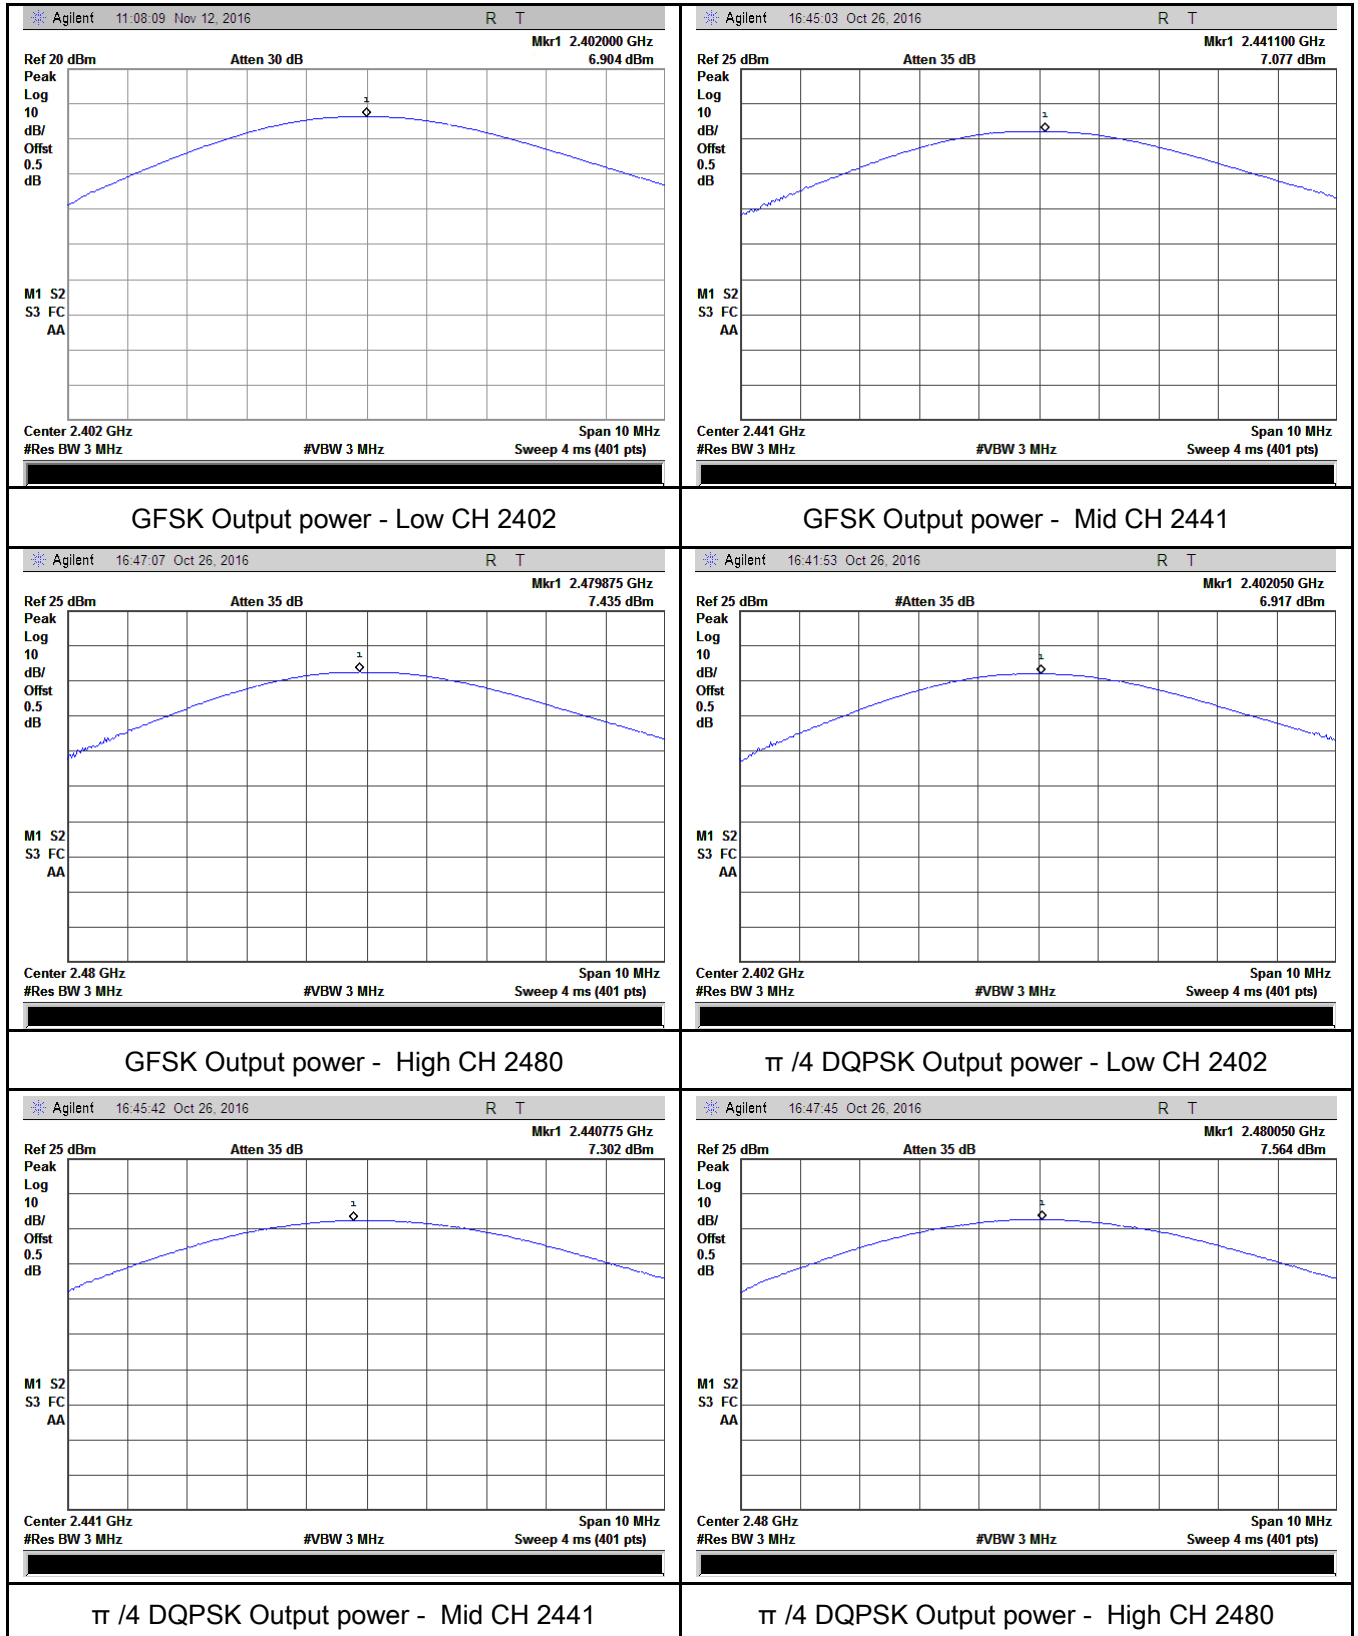 Agilent 11:08:09 Nov 12, 2016 R T
Mkr1 2.402000 GHz
Ref 20 dBm Atten 30 dB 6.904 dBm
Peak
Log
10
dB/
Offst
0.5
dB
1
M1 S2
S3 FC
AA
Center 2.402 GHz Span 10 MHz
#Res BW 3 MHz #VBW 3 MHz Sweep 4 ms (401 pts)
GFSK Output power - Low CH 2402
Agilent 16:45:03 Oct 26, 2016 R T
Mkr1 2.441100 GHz
Ref 25 dBm Atten 35 dB 7.077 dBm
Peak
Log
10
dB/
Offst
0.5
dB
1
M1 S2
S3 FC
AA
Center 2.441 GHz Span 10 MHz
#Res BW 3 MHz #VBW 3 MHz Sweep 4 ms (401 pts)
GFSK Output power - Mid CH 2441
Agilent 16:47:07 Oct 26, 2016 R T
Mkr1 2.479875 GHz
Ref 25 dBm Atten 35 dB 7.435 dBm
Peak
Log
10
dB/
Offst
0.5
dB
1
M1 S2
S3 FC
AA
Center 2.48 GHz Span 10 MHz
#Res BW 3 MHz #VBW 3 MHz Sweep 4 ms (401 pts)
GFSK Output power - High CH 2480
Agilent 16:41:53 Oct 26, 2016 R T
Mkr1 2.402050 GHz
Ref 25 dBm #Atten 35 dB 6.917 dBm
Peak
Log
10
dB/
Offst
0.5
dB
1
M1 S2
S3 FC
AA
Center 2.402 GHz Span 10 MHz
#Res BW 3 MHz #VBW 3 MHz Sweep 4 ms (401 pts)
π /4 DQPSK Output power - Low CH 2402
Agilent 16:45:42 Oct 26, 2016 R T
Mkr1 2.440775 GHz
Ref 25 dBm Atten 35 dB 7.302 dBm
Peak
Log
10
dB/
Offst
0.5
dB
1
M1 S2
S3 FC
AA
Center 2.441 GHz Span 10 MHz
#Res BW 3 MHz #VBW 3 MHz Sweep 4 ms (401 pts)
π /4 DQPSK Output power - Mid CH 2441
Agilent 16:47:45 Oct 26, 2016 R T
Mkr1 2.480050 GHz
Ref 25 dBm Atten 35 dB 7.564 dBm
Peak
Log
10
dB/
Offst
0.5
dB
1
M1 S2
S3 FC
AA
Center 2.48 GHz Span 10 MHz
#Res BW 3 MHz #VBW 3 MHz Sweep 4 ms (401 pts)
π /4 DQPSK Output power - High CH 2480